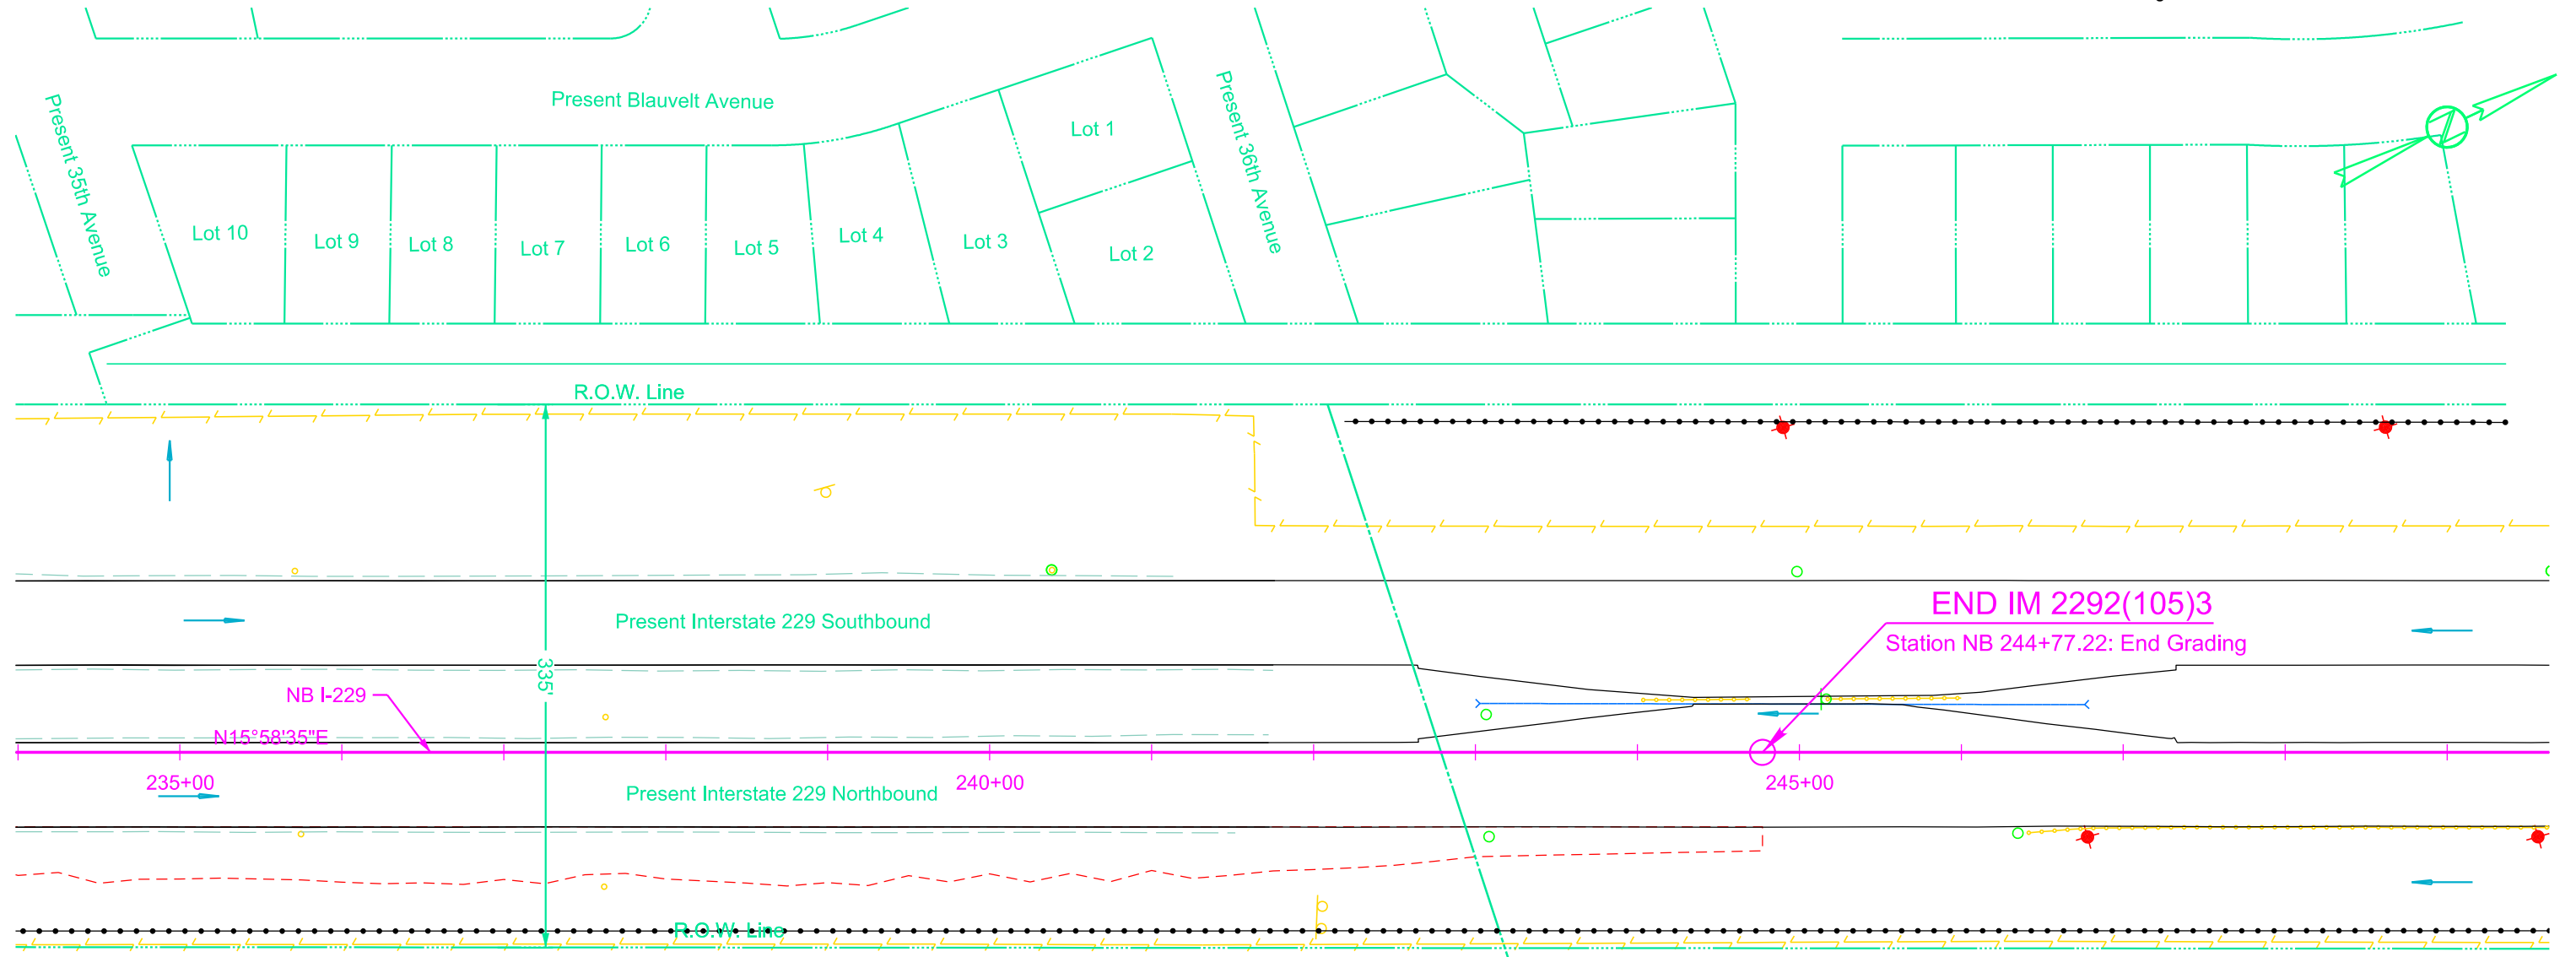 Present Blauvelt Avenue
Present 35th Avenue
Present 36th Avenue
Lot 1
Lot 10
Lot 9
Lot 8
Lot 7
Lot 6
Lot 5
Lot 4
Lot 3
Lot 2
R.O.W. Line
END IM 2292(105)3
Station NB 244+77.22: End Grading
Present Interstate 229 Southbound
335'
NB I-229
N15°58'35"E
235+00
240+00
245+00
Present Interstate 229 Northbound
R.O.W. Line